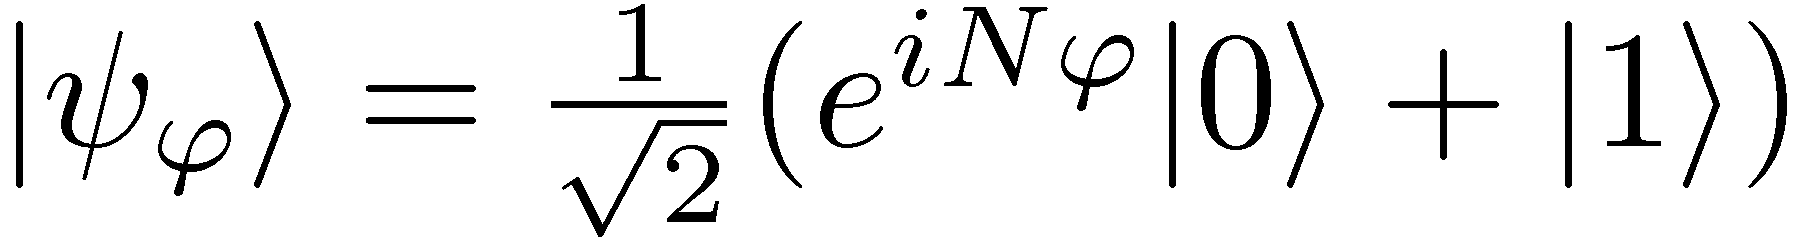 |ψ_φ⟩ = 1/√2 (e^{iNφ}|0⟩ + |1⟩)